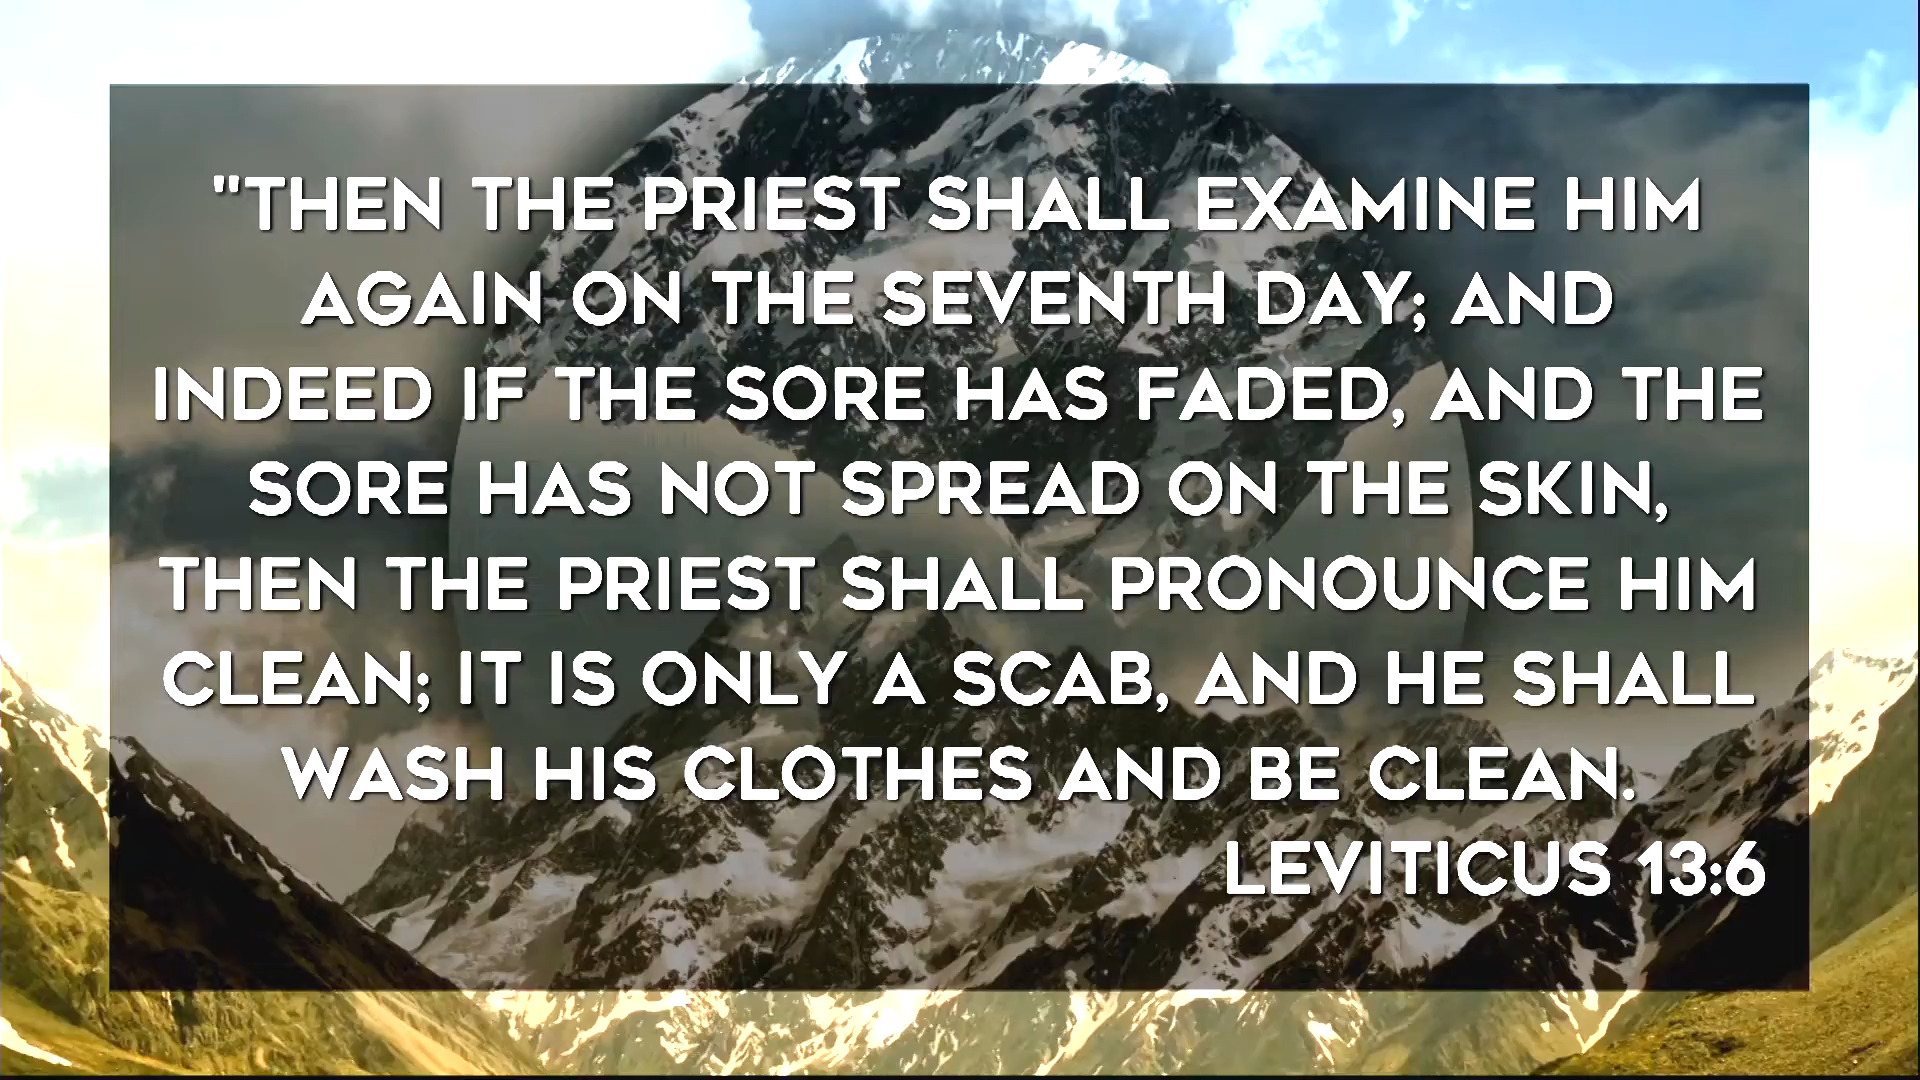 "THEN THE PRIEST SHALL EXAMINE HIM
AGAIN ON THE SEVENTH DAY; AND
INDEED IF THE SORE HAS FADED, AND THE
SORE HAS NOT SPREAD ON THE SKIN,
THEN THE PRIEST SHALL PRONOUNCE HIM
CLEAN; IT IS ONLY A SCAB, AND HE SHALL
WASH HIS CLOTHES AND BE CLEAN.
LEVITICUS 13:6